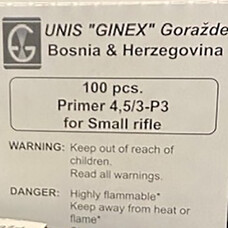 UNIS "GINEX" Goražde
Bosnia & Herzegovina
100 pcs.
Primer 4,5/3-P3
for Small rifle
WARNING: Keep out of reach of
children.
Read all warnings.
DANGER: Highly flammable*
Keep away from heat or
flame*